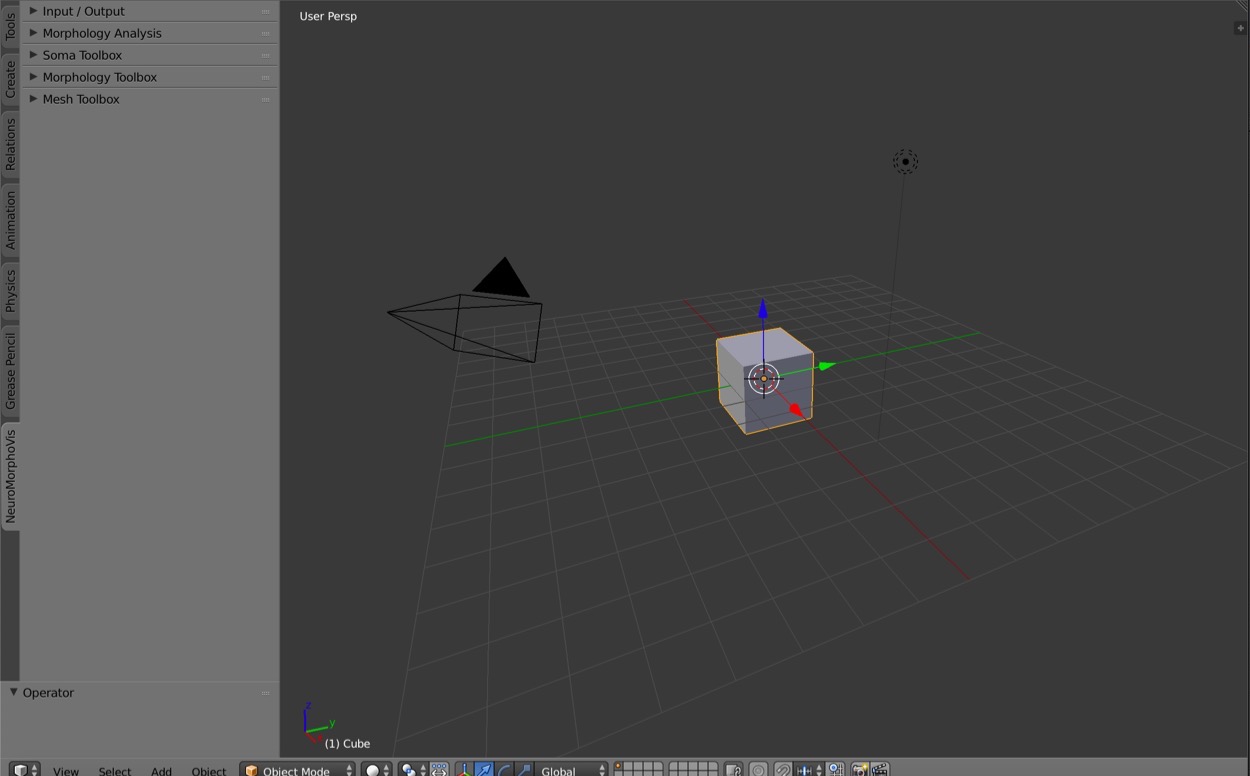 Tools
Create
Relations
Animation
Physics
Grease Pencil
NeuroMorphoVis
Input / Output
Morphology Analysis
Soma Toolbox
Morphology Toolbox
Mesh Toolbox
Operator
User Persp
z
y
(1) Cube
View Select Add Object Object Mode Global